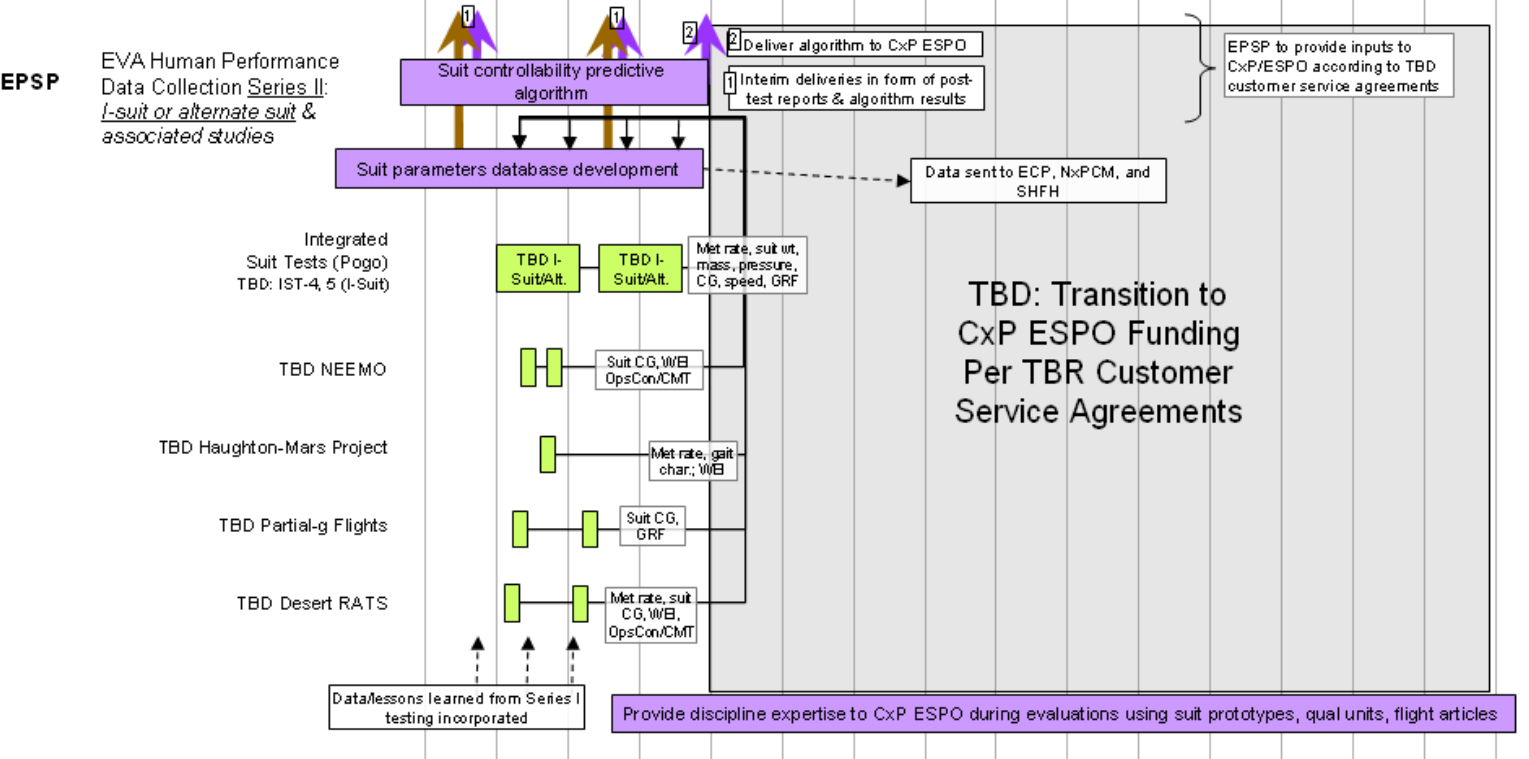 1
1
2
2
Deliver algorithm to CxP ESPO
EPSP to provide inputs to
CxP/ESPO according to TBD
customer service agreements
EPSP
EVA Human Performance
Data Collection Series II:
I-suit or alternate suit &
associated studies
Suit controllability predictive
algorithm
1
Interim deliveries in form of post-
test reports & algorithm results
Suit parameters database development
Data sent to ECP, NxPCM, and
SHFH
Integrated
Suit Tests (Pogo)
TBD: IST-4, 5 (I-Suit)
TBD I-
Suit/Alt.
TBD I-
Suit/Alt.
Met rate, suit wt,
mass, pressure,
CG, speed, GRF
TBD: Transition to
CxP ESPO Funding
Per TBR Customer
Service Agreements
TBD NEEMO
Suit CG, WEI
OpsCon/CMT
TBD Haughton-Mars Project
Met rate, gait
char.; WEI
TBD Partial-g Flights
Suit CG,
GRF
TBD Desert RATS
Met rate, suit
CG, WEI,
OpsCon/CMT
Data/lessons learned from Series I
testing incorporated
Provide discipline expertise to CxP ESPO during evaluations using suit prototypes, qual units, flight articles